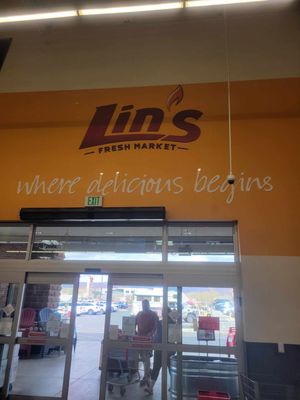 Lin's
FRESH MARKET
where delicious begins
EXIT